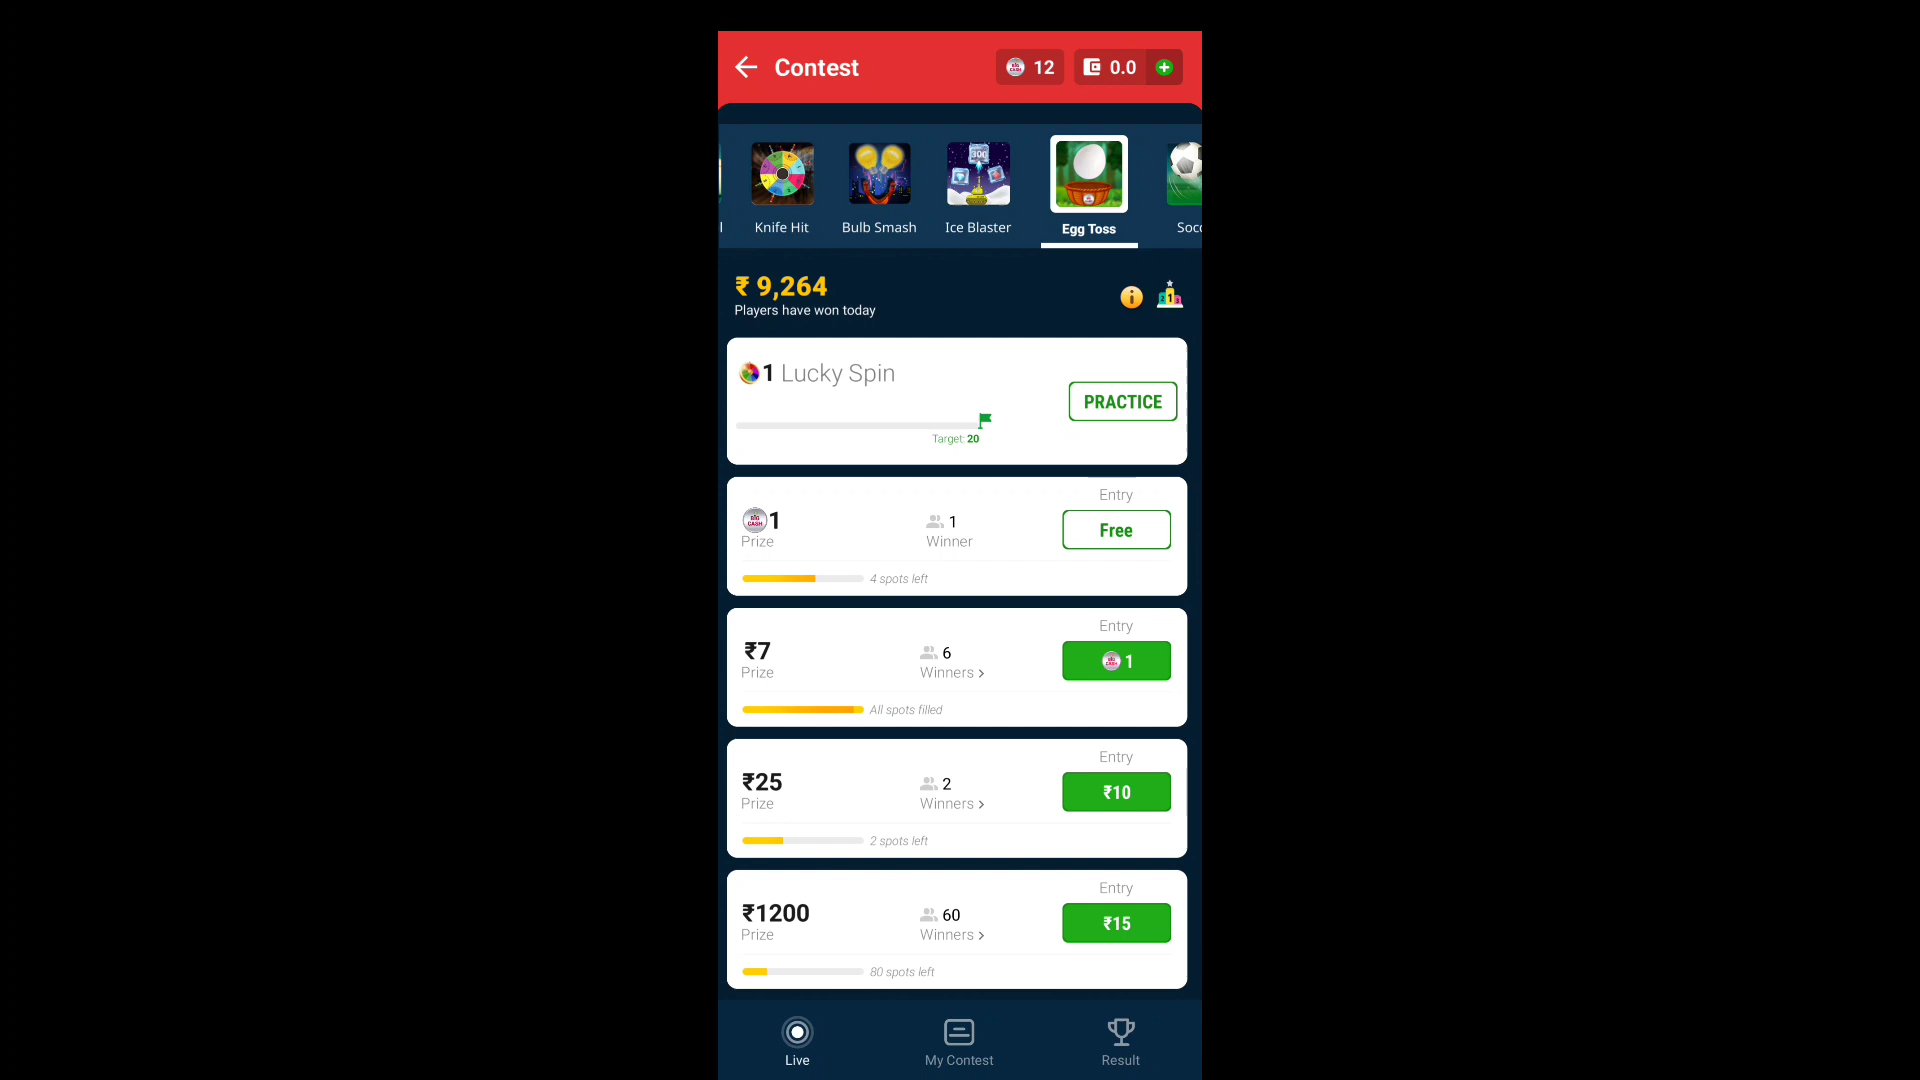 Contest
12
0.0
Knife Hit
Bulb Smash
Ice Blaster
Egg Toss
Socc
₹ 9,264
Players have won today
1 Lucky Spin
PRACTICE
Target: 20
Entry
1
Prize
1
Winner
Free
4 spots left
Entry
₹7
Prize
6
Winners >
1
All spots filled
Entry
₹25
Prize
2
Winners >
₹10
2 spots left
Entry
₹1200
Prize
60
Winners >
₹15
80 spots left
Live
My Contest
Result